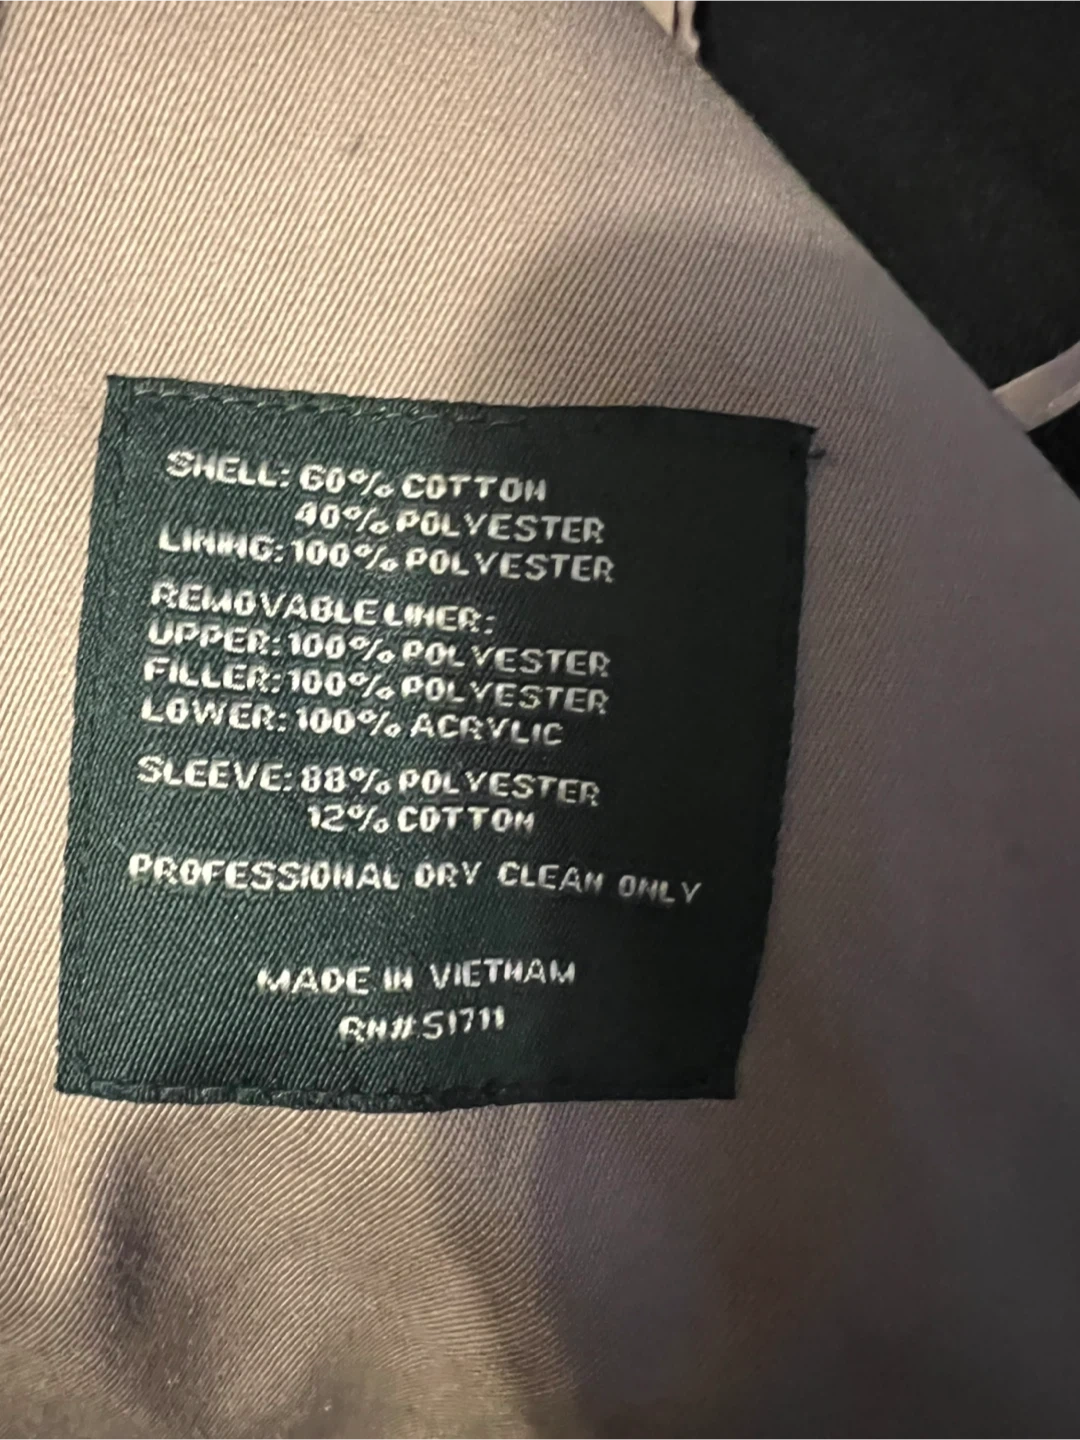 SHELL: 60% COTTON
40% POLYESTER
LINING: 100% POLYESTER
REMOVABLE LINER:
UPPER: 100% POLYESTER
FILLER: 100% POLYESTER
LOWER: 100% ACRYLIC
SLEEVE: 88% POLYESTER
12% COTTON
PROFESSIONAL DRY CLEAN ONLY
MADE IN VIETNAM
RN# 51711